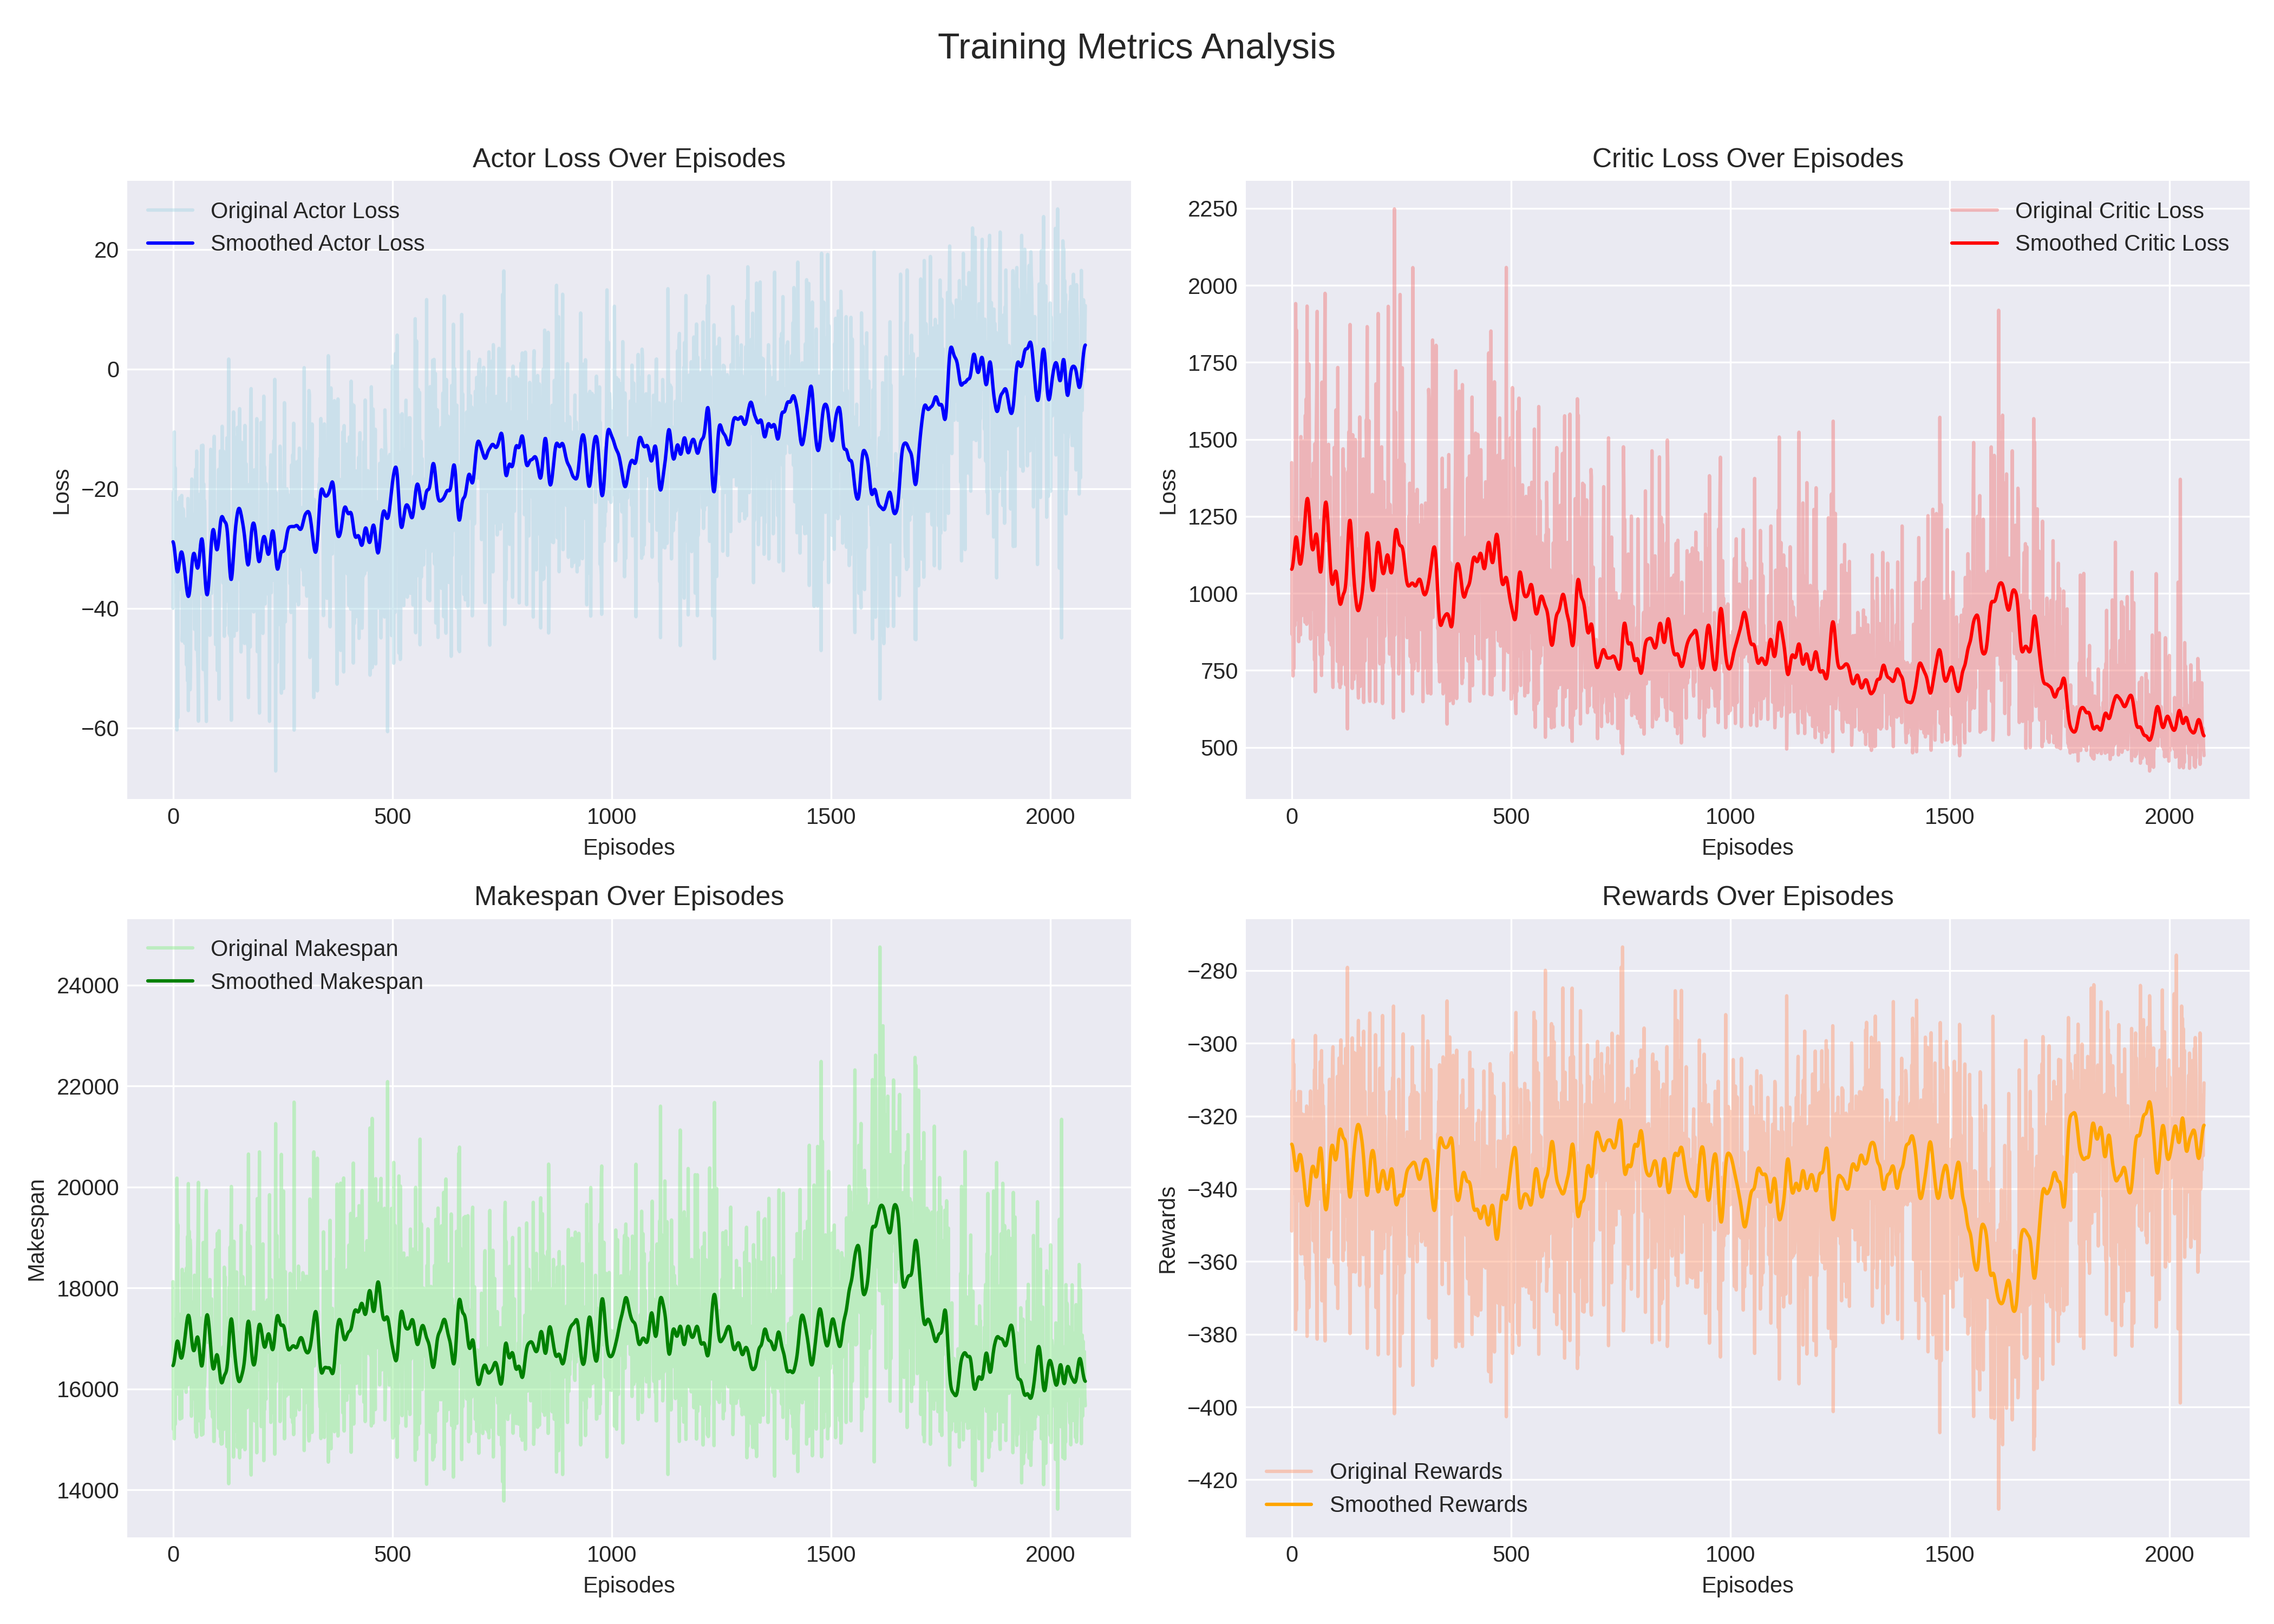 Training Metrics Analysis
Actor Loss Over Episodes
Original Actor Loss
Smoothed Actor Loss
20
0
−20
−40
−60
Loss
0 500 1000 1500 2000
Episodes
Critic Loss Over Episodes
Original Critic Loss
Smoothed Critic Loss
2250
2000
1750
1500
1250
1000
750
500
Loss
0 500 1000 1500 2000
Episodes
Makespan Over Episodes
Original Makespan
Smoothed Makespan
24000
22000
20000
18000
16000
14000
Makespan
0 500 1000 1500 2000
Episodes
Rewards Over Episodes
−280
−300
−320
−340
−360
−380
−400
−420
Rewards
Original Rewards
Smoothed Rewards
0 500 1000 1500 2000
Episodes